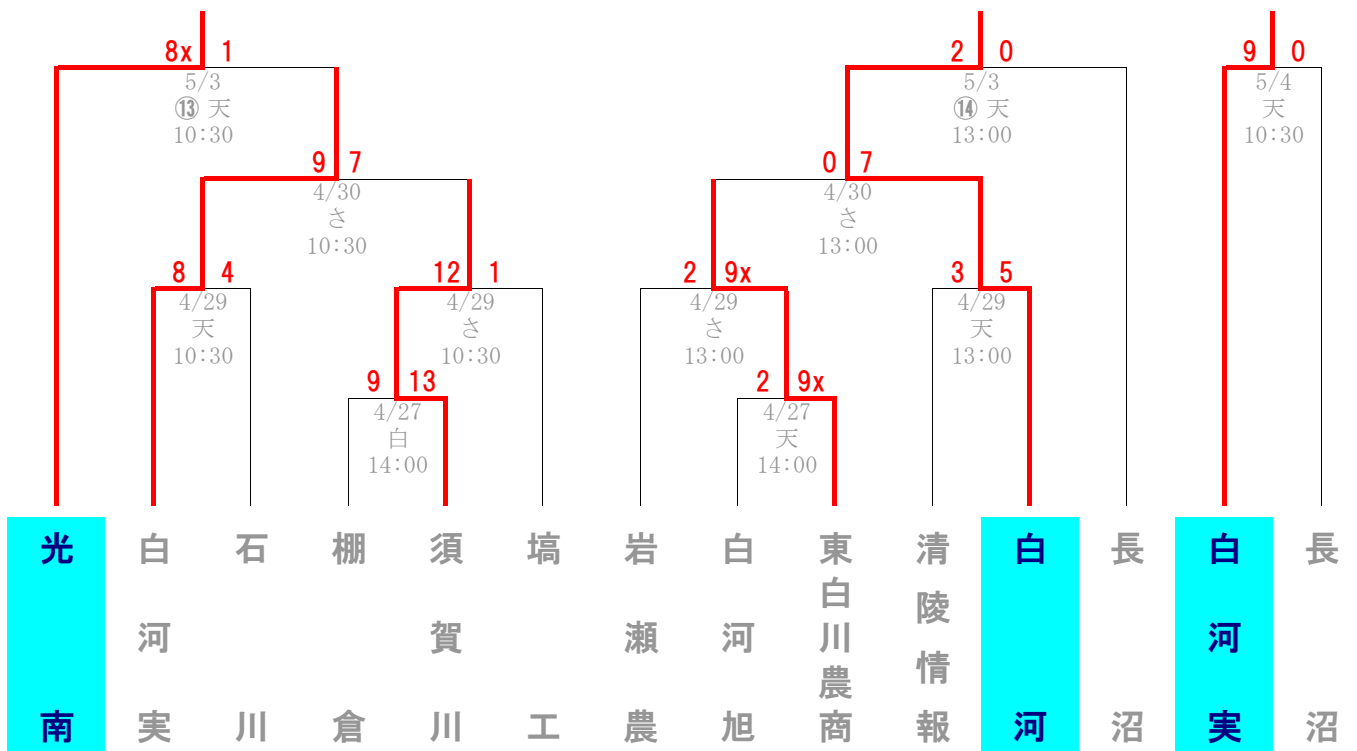 8x 1
2 0
9 0
5/3
⑬ 天
10:30
5/3
⑭ 天
13:00
5/4
天
10:30
9 7
0 7
4/30
さ
10:30
4/30
さ
13:00
8 4
12 1
2 9x
3 5
4/29
天
10:30
4/29
さ
10:30
4/29
さ
13:00
4/29
天
13:00
9 13
2 9x
4/27
白
14:00
4/27
天
14:00
光南
白河実
石川
棚倉
須賀川
塙工
岩瀬農
白河旭
東白川農商
清陵情報
白河
長沼
白河実
長沼